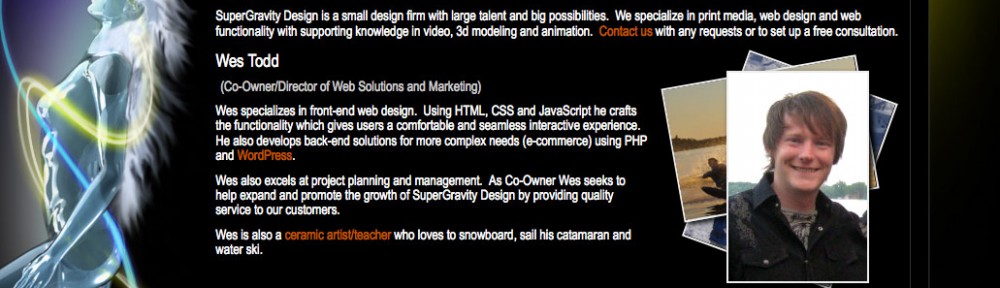 SuperGravity Design is a small design firm with large talent and big possibilities.  We specialize in print media, web design and web
functionality with supporting knowledge in video, 3d modeling and animation.  Contact us with any requests or to set up a free consultation.
Wes Todd
(Co-Owner/Director of Web Solutions and Marketing)
Wes specializes in front-end web design.  Using HTML, CSS and JavaScript he crafts
the functionality which gives users a comfortable and seamless interactive experience.
He also develops back-end solutions for more complex needs (e-commerce) using PHP
and WordPress.
Wes also excels at project planning and management.  As Co-Owner Wes seeks to
help expand and promote the growth of SuperGravity Design by providing quality
service to our customers.
Wes is also a ceramic artist/teacher who loves to snowboard, sail his catamaran and
water ski.